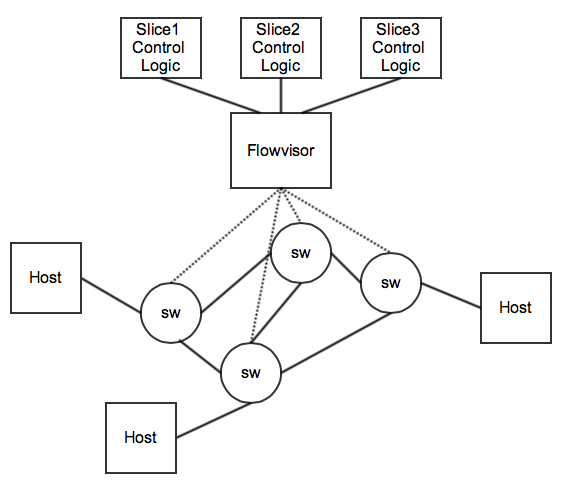 Slice1
Control
Logic
Slice2
Control
Logic
Slice3
Control
Logic
Flowvisor
sw
sw
Host
sw
Host
sw
Host